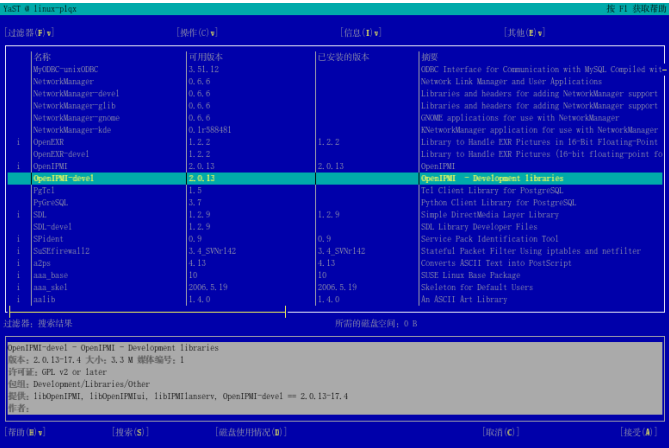 YaST @ linux-plqx 按 F1 获取帮助
[过滤器(F)↓] [操作(C)↓] [信息(I)↓] [其他(E)↓]
名称 可用版本 已安装的版本 摘要
MyODBC-unixODBC 3.51.12 ODBC Interface for Communication with MySQL Compiled wit
NetworkManager 0.6.6 Network Link Manager and User Applications
NetworkManager-devel 0.6.6 Libraries and headers for adding NetworkManager support
NetworkManager-glib 0.6.6 Libraries and headers for adding NetworkManager support
NetworkManager-gnome 0.6.6 GNOME applications for use with NetworkManager
NetworkManager-kde 0.1r588481 KNetworkManager application for use with NetworkManager
i OpenEXR 1.2.2 1.2.2 Library to Handle EXR Pictures in 16-Bit Floating-Point
OpenEXR-devel 1.2.2 Library to Handle EXR Pictures (16-bit floating-point fo
i OpenIPMI 2.0.13 2.0.13 OpenIPMI
OpenIPMI-devel 2.0.13 OpenIPMI - Development libraries
PgTcl 1.5 Tcl Client Library for PostgreSQL
PyGreSQL 3.7 Python Client Library for PostgreSQL
i SDL 1.2.9 1.2.9 Simple DirectMedia Layer Library
SDL-devel 1.2.9 SDL Library Developer Files
i SPident 0.9 0.9 Service Pack Identification Tool
i SuSEfirewall2 3.4_SVNr142 3.4_SVNr142 Stateful Packet Filter Using iptables and netfilter
i a2ps 4.13 4.13 Converts ASCII Text into PostScript
i aaa_base 10 10 SUSE Linux Base Package
i aaa_skel 2006.5.19 2006.5.19 Skeleton for Default Users
i aalib 1.4.0 1.4.0 An ASCII Art Library
过滤器: 搜索结果 所需的磁盘空间: 0 B
OpenIPMI-devel - OpenIPMI - Development libraries
版本: 2.0.13-17.4 大小: 3.3 M 媒体编号: 1
许可证: GPL v2 or later
包组: Development/Libraries/Other
提供: libOpenIPMI, libOpenIPMIui, libIPMIlanserv, OpenIPMI-devel == 2.0.13-17.4
作者:
[帮助(H)↓] [搜索(S)] [磁盘使用情况(D)] [取消(C)] [接受(A)]